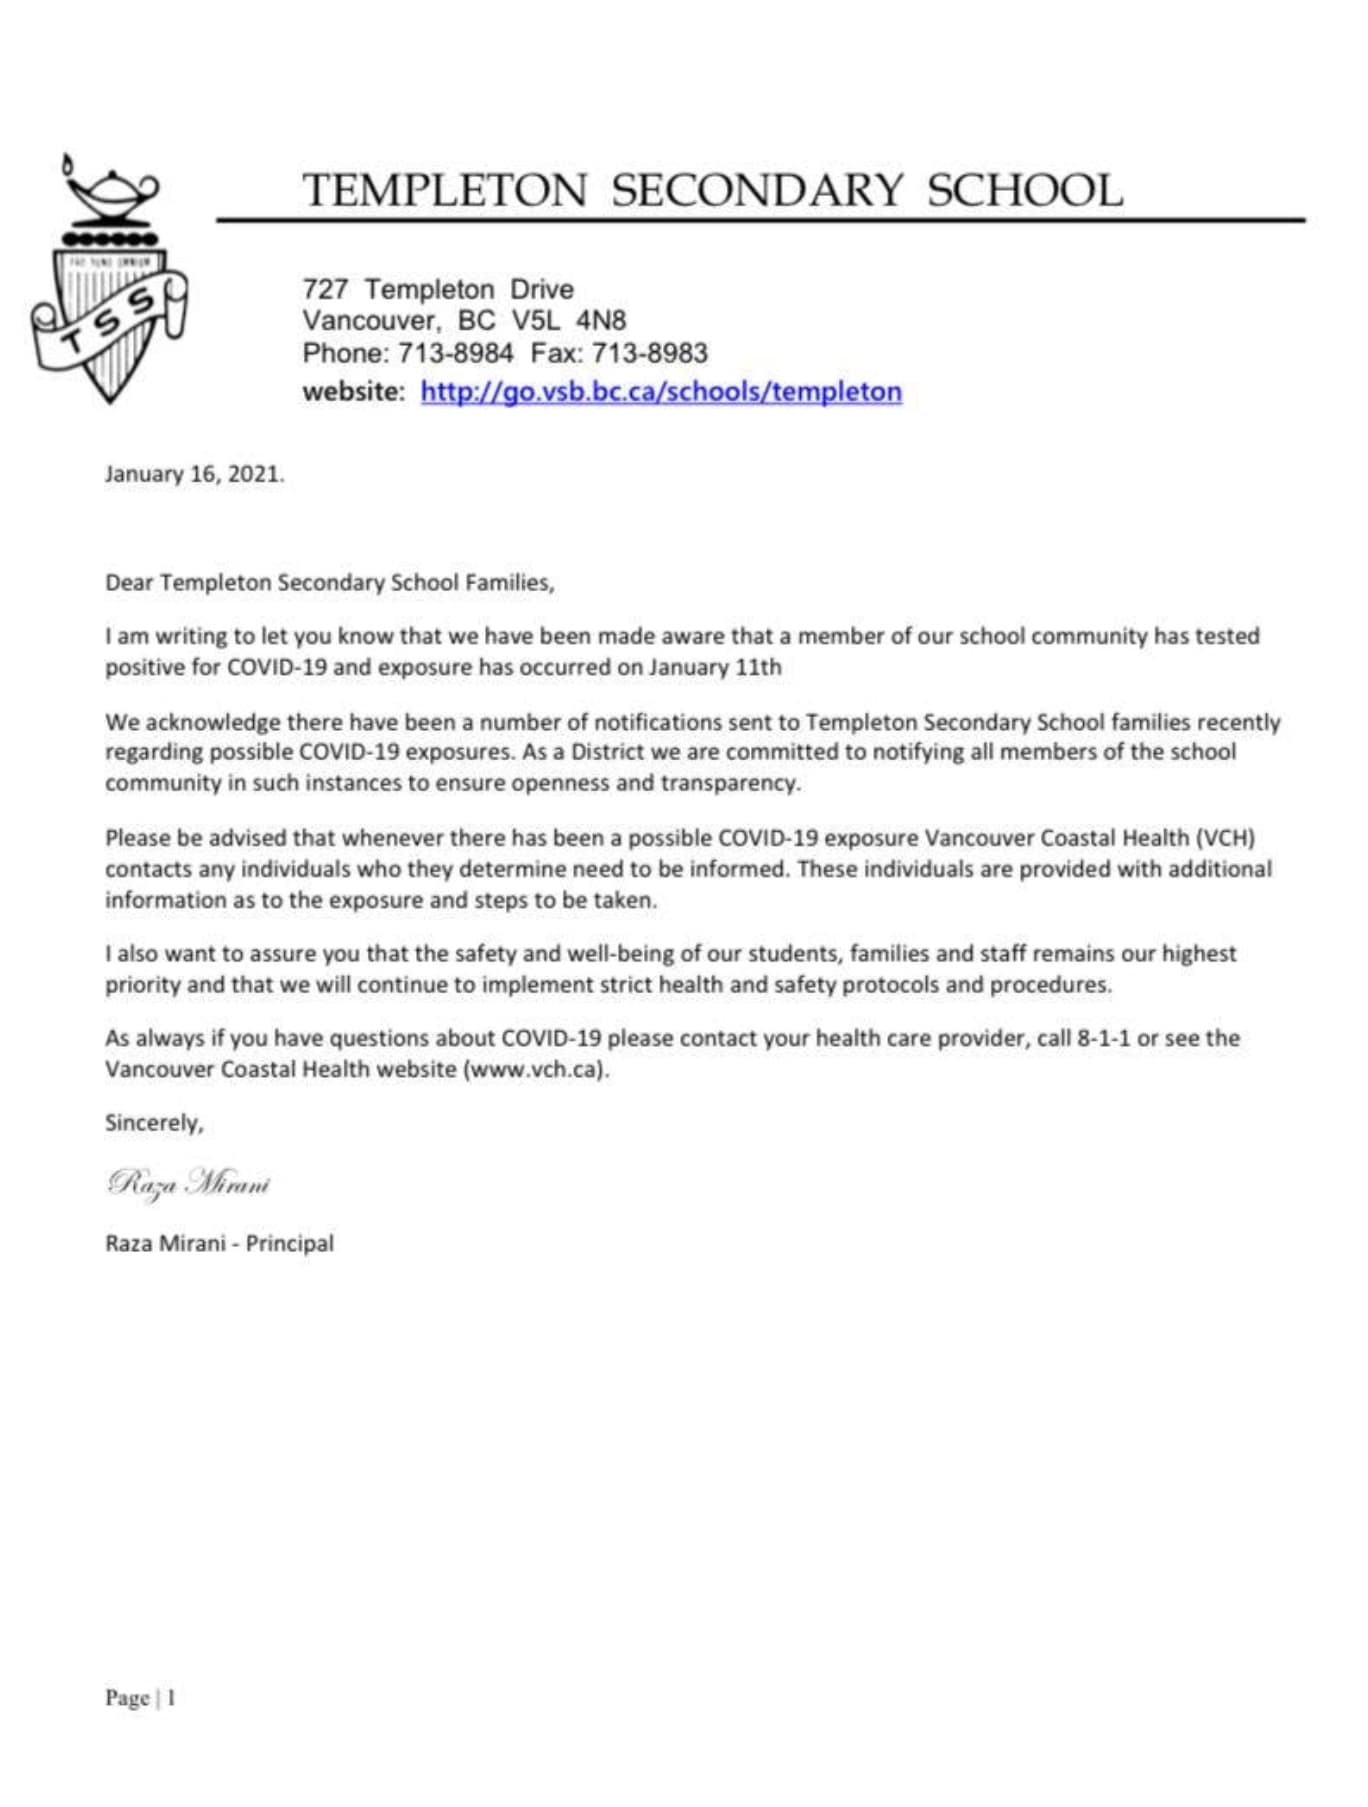 TEMPLETON SECONDARY SCHOOL
727 Templeton Drive
Vancouver, BC V5L 4N8
Phone: 713-8984 Fax: 713-8983
website: http://go.vsb.bc.ca/schools/templeton
TSS
January 16, 2021.
Dear Templeton Secondary School Families,
I am writing to let you know that we have been made aware that a member of our school community has tested
positive for COVID-19 and exposure has occurred on January 11th
We acknowledge there have been a number of notifications sent to Templeton Secondary School families recently
regarding possible COVID-19 exposures. As a District we are committed to notifying all members of the school
community in such instances to ensure openness and transparency.
Please be advised that whenever there has been a possible COVID-19 exposure Vancouver Coastal Health (VCH)
contacts any individuals who they determine need to be informed. These individuals are provided with additional
information as to the exposure and steps to be taken.
I also want to assure you that the safety and well-being of our students, families and staff remains our highest
priority and that we will continue to implement strict health and safety protocols and procedures.
As always if you have questions about COVID-19 please contact your health care provider, call 8-1-1 or see the
Vancouver Coastal Health website (www.vch.ca).
Sincerely,
Raza Mirani
Raza Mirani - Principal
Page | 1